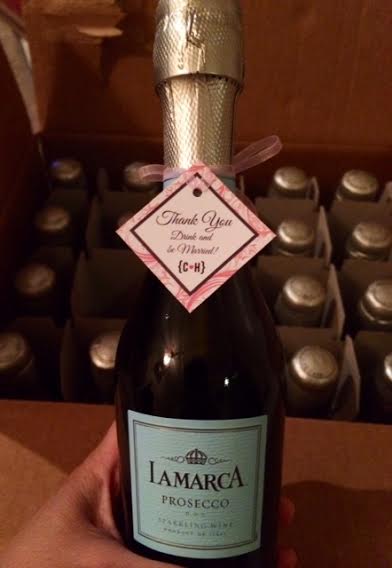 Thank You
Drink and
be Married!
{C♥H}
LAMARCA
PROSECCO
D.O.C.
SPARKLING WINE
PRODUCT OF ITALY